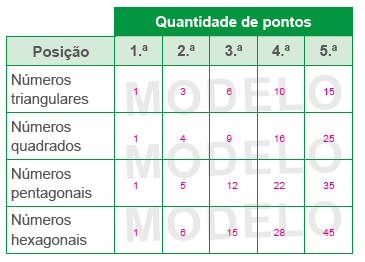 Quantidade de pontos
Posição 1.ª 2.ª 3.ª 4.ª 5.ª
Números
triangulares 1 3 6 10 15
MODELO
Números
quadrados 1 4 9 16 25
MODELO
Números
pentagonais 1 5 12 22 35
MODELO
Números
hexagonais 1 6 15 28 45
MODELO